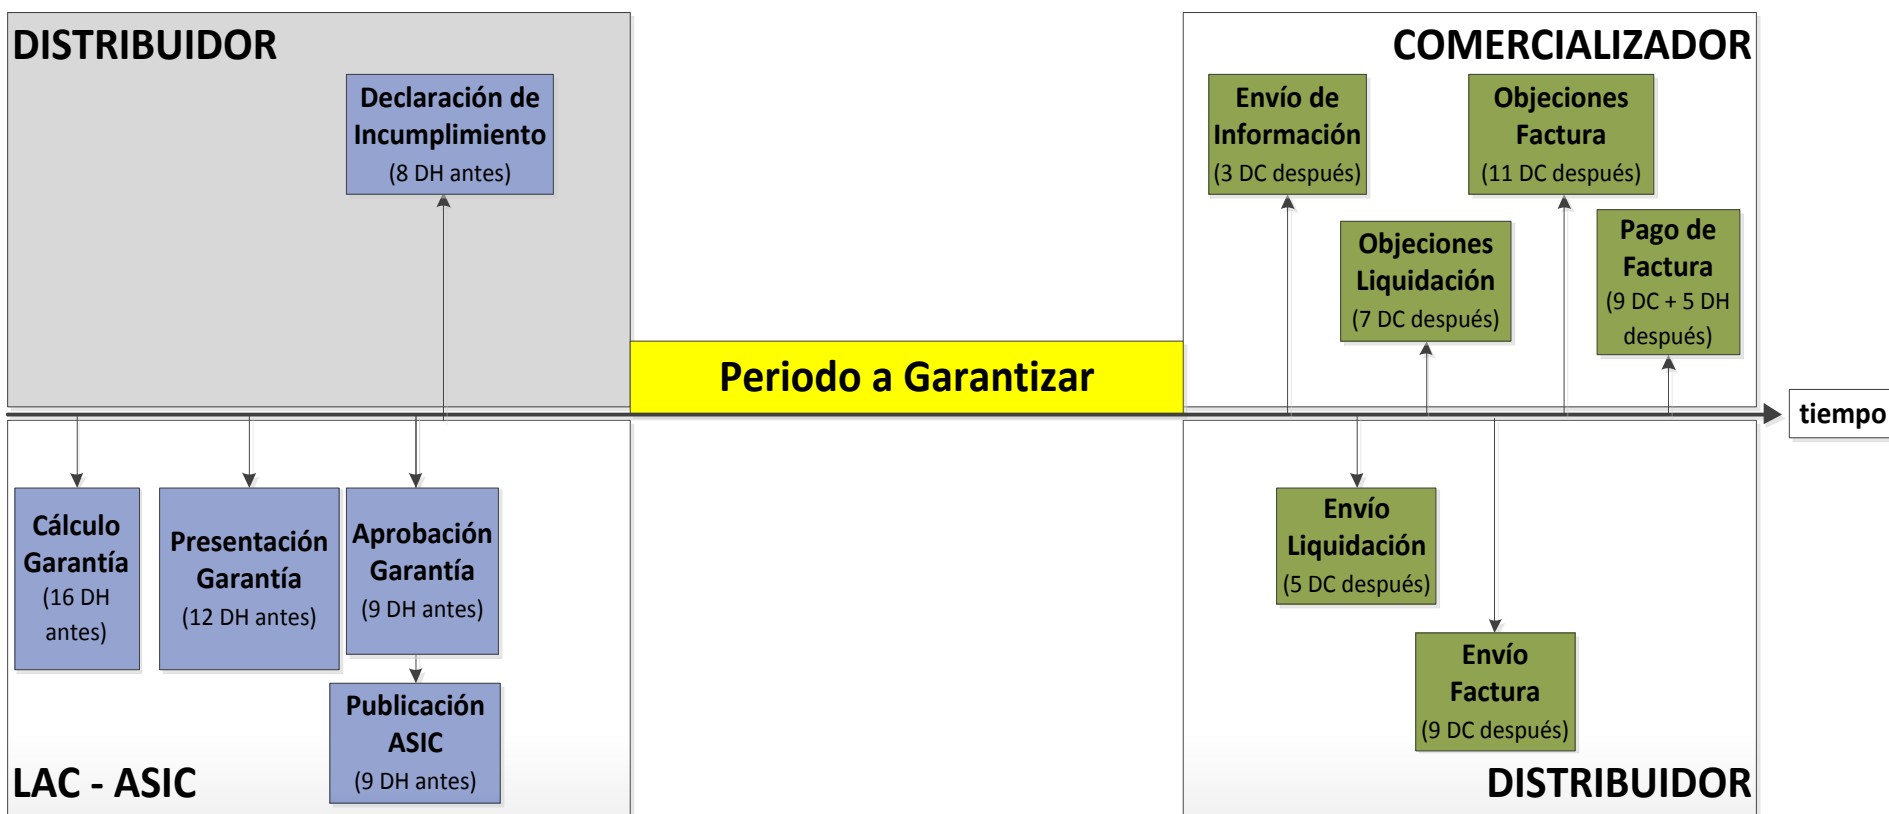 DISTRIBUIDOR
Declaración de
Incumplimiento
(8 DH antes)
COMERCIALIZADOR
Envío de
Información
(3 DC después)
Objeciones
Factura
(11 DC después)
Objeciones
Liquidación
(7 DC después)
Pago de
Factura
(9 DC + 5 DH
después)
Periodo a Garantizar
tiempo
Cálculo
Garantía
(16 DH
antes)
Presentación
Garantía
(12 DH antes)
Aprobación
Garantía
(9 DH antes)
Publicación
ASIC
(9 DH antes)
LAC - ASIC
Envío
Liquidación
(5 DC después)
Envío
Factura
(9 DC después)
DISTRIBUIDOR